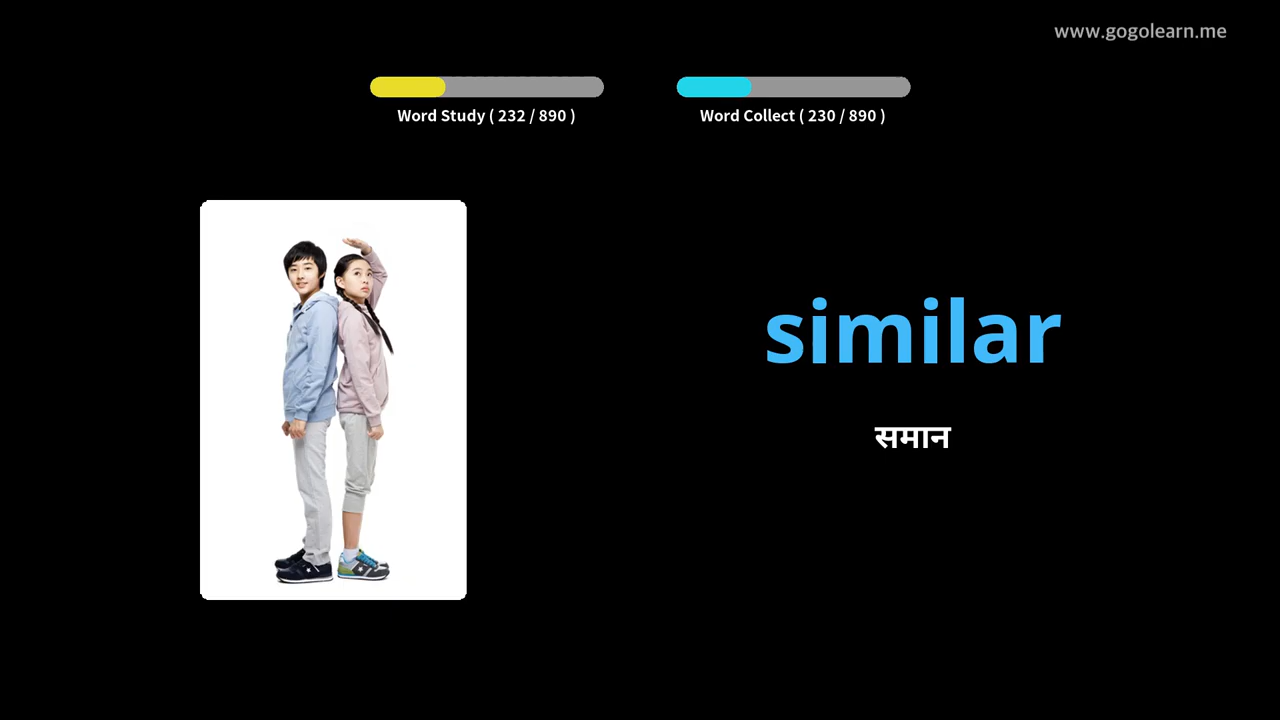 www.gogolearn.me
Word Study ( 232 / 890 )
Word Collect ( 230 / 890 )
similar
समान